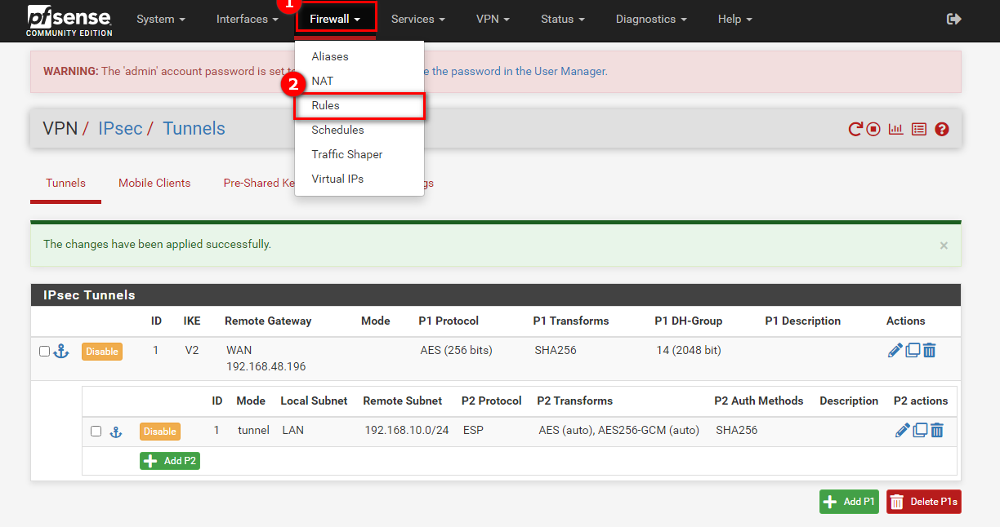 pfsense
COMMUNITY EDITION
System
Interfaces
1
Firewall
Services
VPN
Status
Diagnostics
Help
WARNING: The 'admin' account password is set
e the password in the User Manager.
Aliases
2
NAT
Rules
Schedules
Traffic Shaper
Virtual IPs
VPN / IPsec / Tunnels
Tunnels
Mobile Clients
Pre-Shared Ke
gs
The changes have been applied successfully.
×
IPsec Tunnels
ID IKE Remote Gateway Mode P1 Protocol P1 Transforms P1 DH-Group P1 Description Actions
Disable 1 V2 WAN AES (256 bits) SHA256 14 (2048 bit)
192.168.48.196
ID Mode Local Subnet Remote Subnet P2 Protocol P2 Transforms P2 Auth Methods Description P2 actions
Disable 1 tunnel LAN 192.168.10.0/24 ESP AES (auto), AES256-GCM (auto) SHA256
Add P2
Add P1 Delete P1s